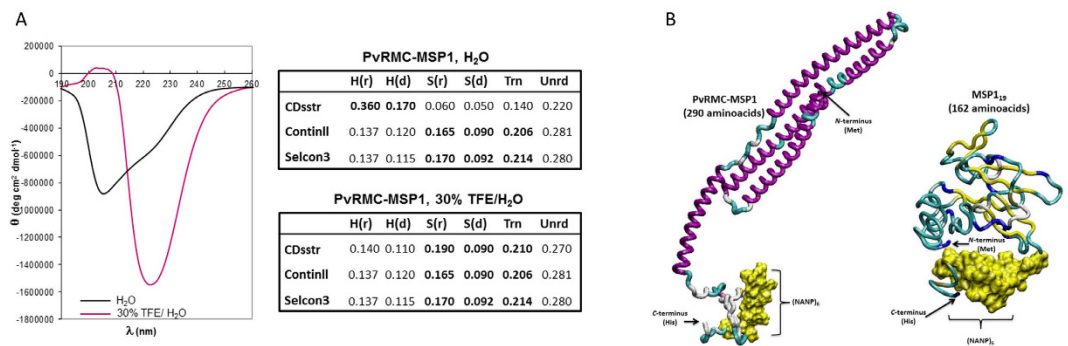 A
200000
0
-200000
-400000
-600000
-800000
-1000000
-1200000
-1400000
-1600000
-1800000
190 200 210 220 230 240 250 260
θ (deg cm² dmol⁻¹)
λ (nm)
H₂O
30% TFE/ H₂O
PvRMC-MSP1, H₂O
H(r) H(d) S(r) S(d) Trn Unrd
CDsstr 0.360 0.170 0.060 0.050 0.140 0.220
ContinII 0.137 0.120 0.165 0.090 0.206 0.281
Selcon3 0.137 0.115 0.170 0.092 0.214 0.280
PvRMC-MSP1, 30% TFE/H₂O
H(r) H(d) S(r) S(d) Trn Unrd
CDsstr 0.140 0.110 0.190 0.090 0.210 0.270
ContinII 0.137 0.120 0.165 0.090 0.206 0.281
Selcon3 0.137 0.115 0.170 0.092 0.214 0.280
B
PvRMC-MSP1
(290 aminoacids)
N-terminus
(Met)
C-terminus
(His)
(NANP)₆
MSP1₁₉
(162 aminoacids)
N-terminus
(Met)
C-terminus
(His)
(NANP)₆